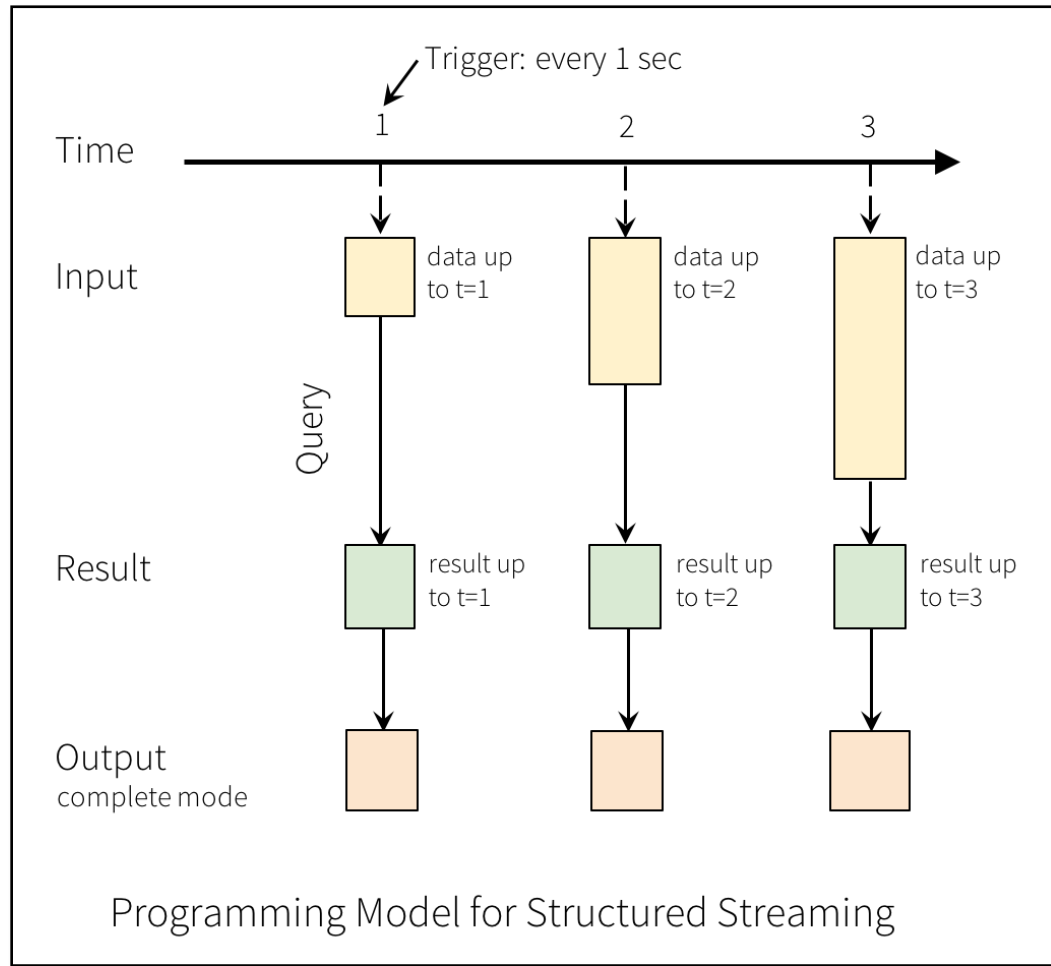 Trigger: every 1 sec
1
2
3
Time
Input
data up
to t=1
data up
to t=2
data up
to t=3
Query
Result
result up
to t=1
result up
to t=2
result up
to t=3
Output
complete mode
Programming Model for Structured Streaming